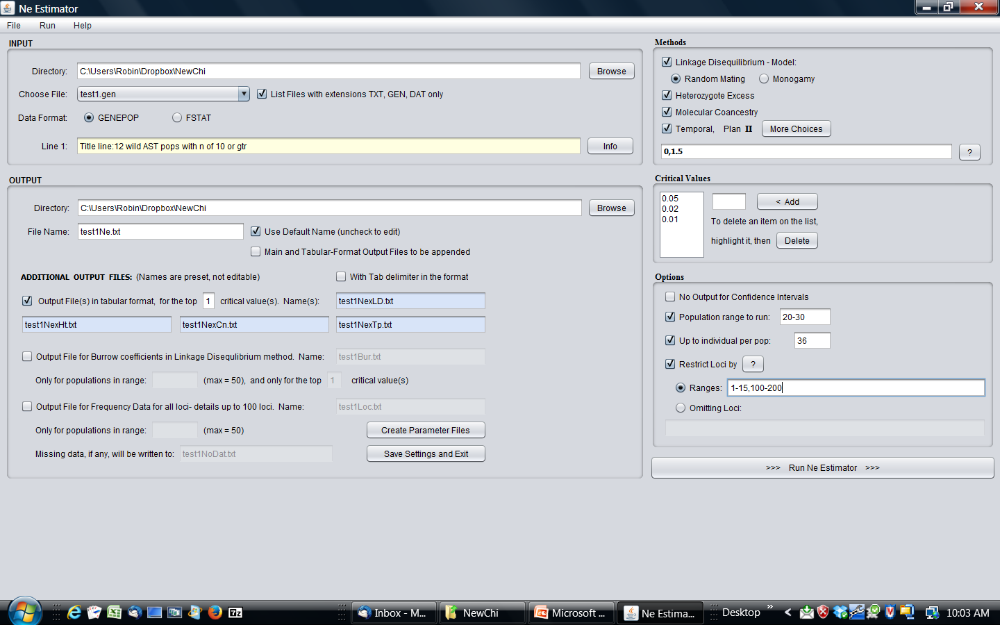 Ne Estimator
File Run Help
INPUT
Directory: C:\Users\Robin\Dropbox\NewChi Browse
Choose File: test1.gen List Files with extensions TXT, GEN, DAT only
Data Format: GENEPOP FSTAT
Line 1: Title line:12 wild AST pops with n of 10 or gtr Info
OUTPUT
Directory: C:\Users\Robin\Dropbox\NewChi Browse
File Name: test1Ne.txt Use Default Name (uncheck to edit)
Main and Tabular-Format Output Files to be appended
ADDITIONAL OUTPUT FILES: (Names are preset, not editable) With Tab delimiter in the format
Output File(s) in tabular format, for the top 1 critical value(s). Name(s): test1NexLD.txt
test1NexHt.txt test1NexCn.txt test1NexTp.txt
Output File for Burrow coefficients in Linkage Disequlibrium method. Name: test1Bur.txt
Only for populations in range: (max = 50), and only for the top 1 critical value(s)
Output File for Frequency Data for all loci- details up to 100 loci. Name: test1Loc.txt
Only for populations in range: (max = 50) Create Parameter Files
Missing data, if any, will be written to: test1NoDat.txt Save Settings and Exit
Methods
Linkage Disequilibrium - Model:
Random Mating Monogamy
Heterozygote Excess
Molecular Coancestry
Temporal, Plan II More Choices
0,1.5 ?
Critical Values
0.05
0.02
0.01
< Add
To delete an item on the list,
highlight it, then Delete
Options
No Output for Confidence Intervals
Population range to run: 20-30
Up to individual per pop: 36
Restrict Loci by ?
Ranges: 1-15,100-200
Omitting Loci:
>>> Run Ne Estimator >>>
7z Inbox - M... NewChi Microsoft ... Ne Estima... Desktop » < 10:03 AM